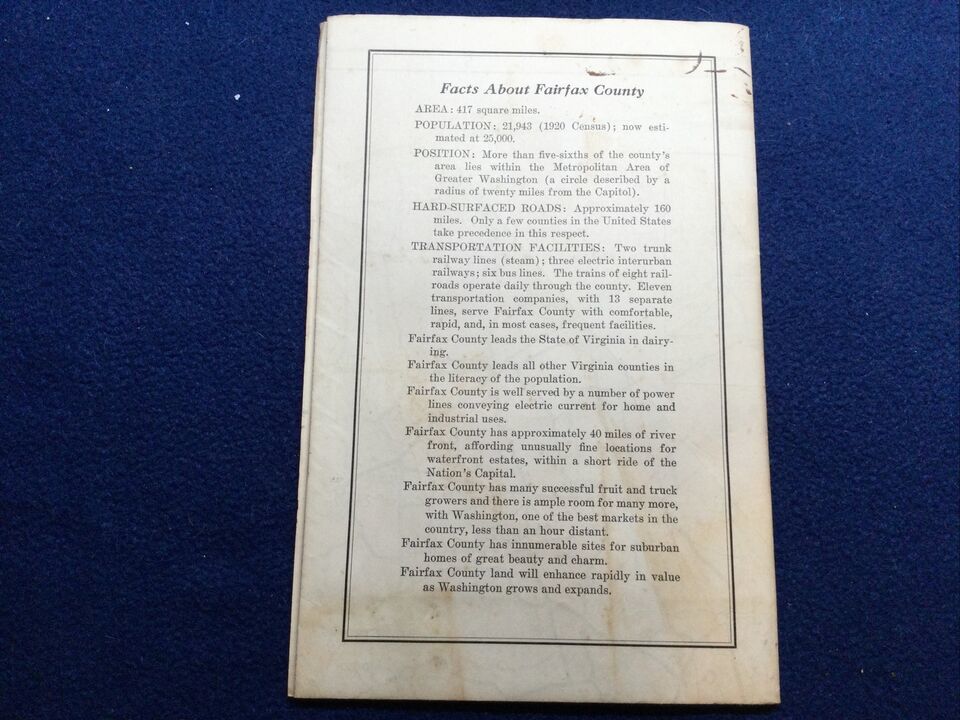 Facts About Fairfax County
AREA: 417 square miles.
POPULATION: 21,943 (1920 Census); now esti-
mated at 25,000.
POSITION: More than five-sixths of the county's
area lies within the Metropolitan Area of
Greater Washington (a circle described by a
radius of twenty miles from the Capitol).
HARD-SURFACED ROADS: Approximately 160
miles. Only a few counties in the United States
take precedence in this respect.
TRANSPORTATION FACILITIES: Two trunk
railway lines (steam); three electric interurban
railways; six bus lines. The trains of eight rail-
roads operate daily through the county. Eleven
transportation companies, with 13 separate
lines, serve Fairfax County with comfortable,
rapid, and, in most cases, frequent facilities.
Fairfax County leads the State of Virginia in dairy-
ing.
Fairfax County leads all other Virginia counties in
the literacy of the population.
Fairfax County is well served by a number of power
lines conveying electric current for home and
industrial uses.
Fairfax County has approximately 40 miles of river
front, affording unusually fine locations for
waterfront estates, within a short ride of the
Nation's Capital.
Fairfax County has many successful fruit and truck
growers and there is ample room for many more,
with Washington, one of the best markets in the
country, less than an hour distant.
Fairfax County has innumerable sites for suburban
homes of great beauty and charm.
Fairfax County land will enhance rapidly in value
as Washington grows and expands.